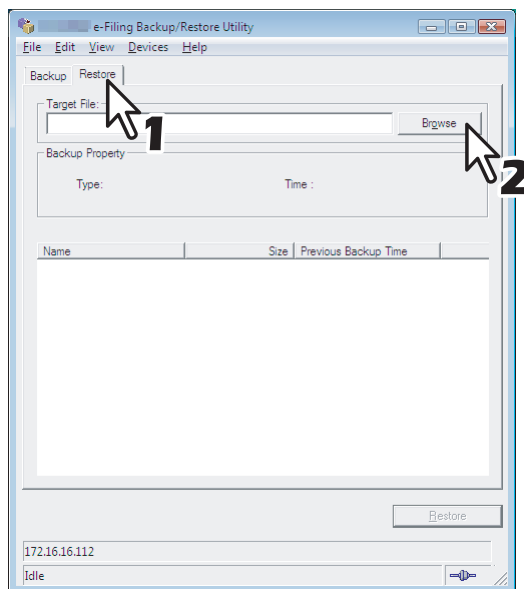 e-Filing Backup/Restore Utility
File Edit View Devices Help
Backup Restore
Target File:
1
Browse
2
Backup Property
Type: Time :
Name Size Previous Backup Time
Restore
172.16.16.112
Idle